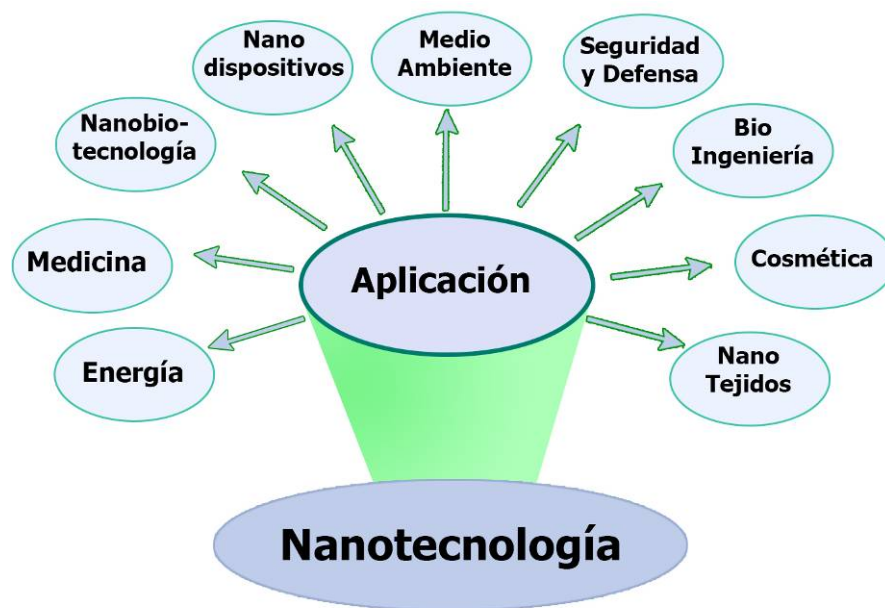 Nano
dispositivos
Medio
Ambiente
Seguridad
y Defensa
Nanobio-
tecnología
Bio
Ingeniería
Medicina
Aplicación
Cosmética
Energía
Nano
Tejidos
Nanotecnología